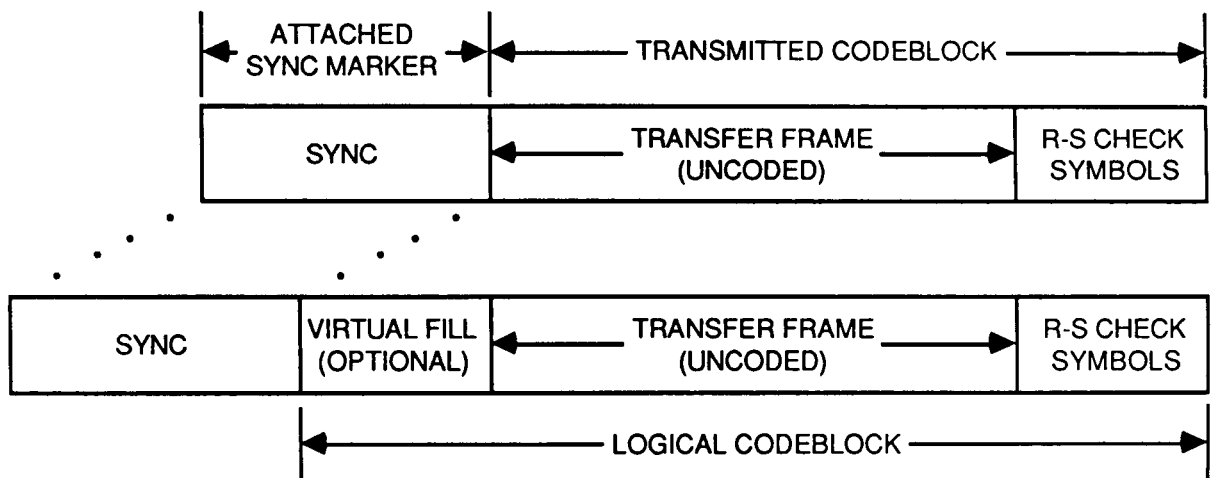 ATTACHED
SYNC MARKER
TRANSMITTED CODEBLOCK
SYNC
TRANSFER FRAME
(UNCODED)
R-S CHECK
SYMBOLS
SYNC
VIRTUAL FILL
(OPTIONAL)
TRANSFER FRAME
(UNCODED)
R-S CHECK
SYMBOLS
LOGICAL CODEBLOCK